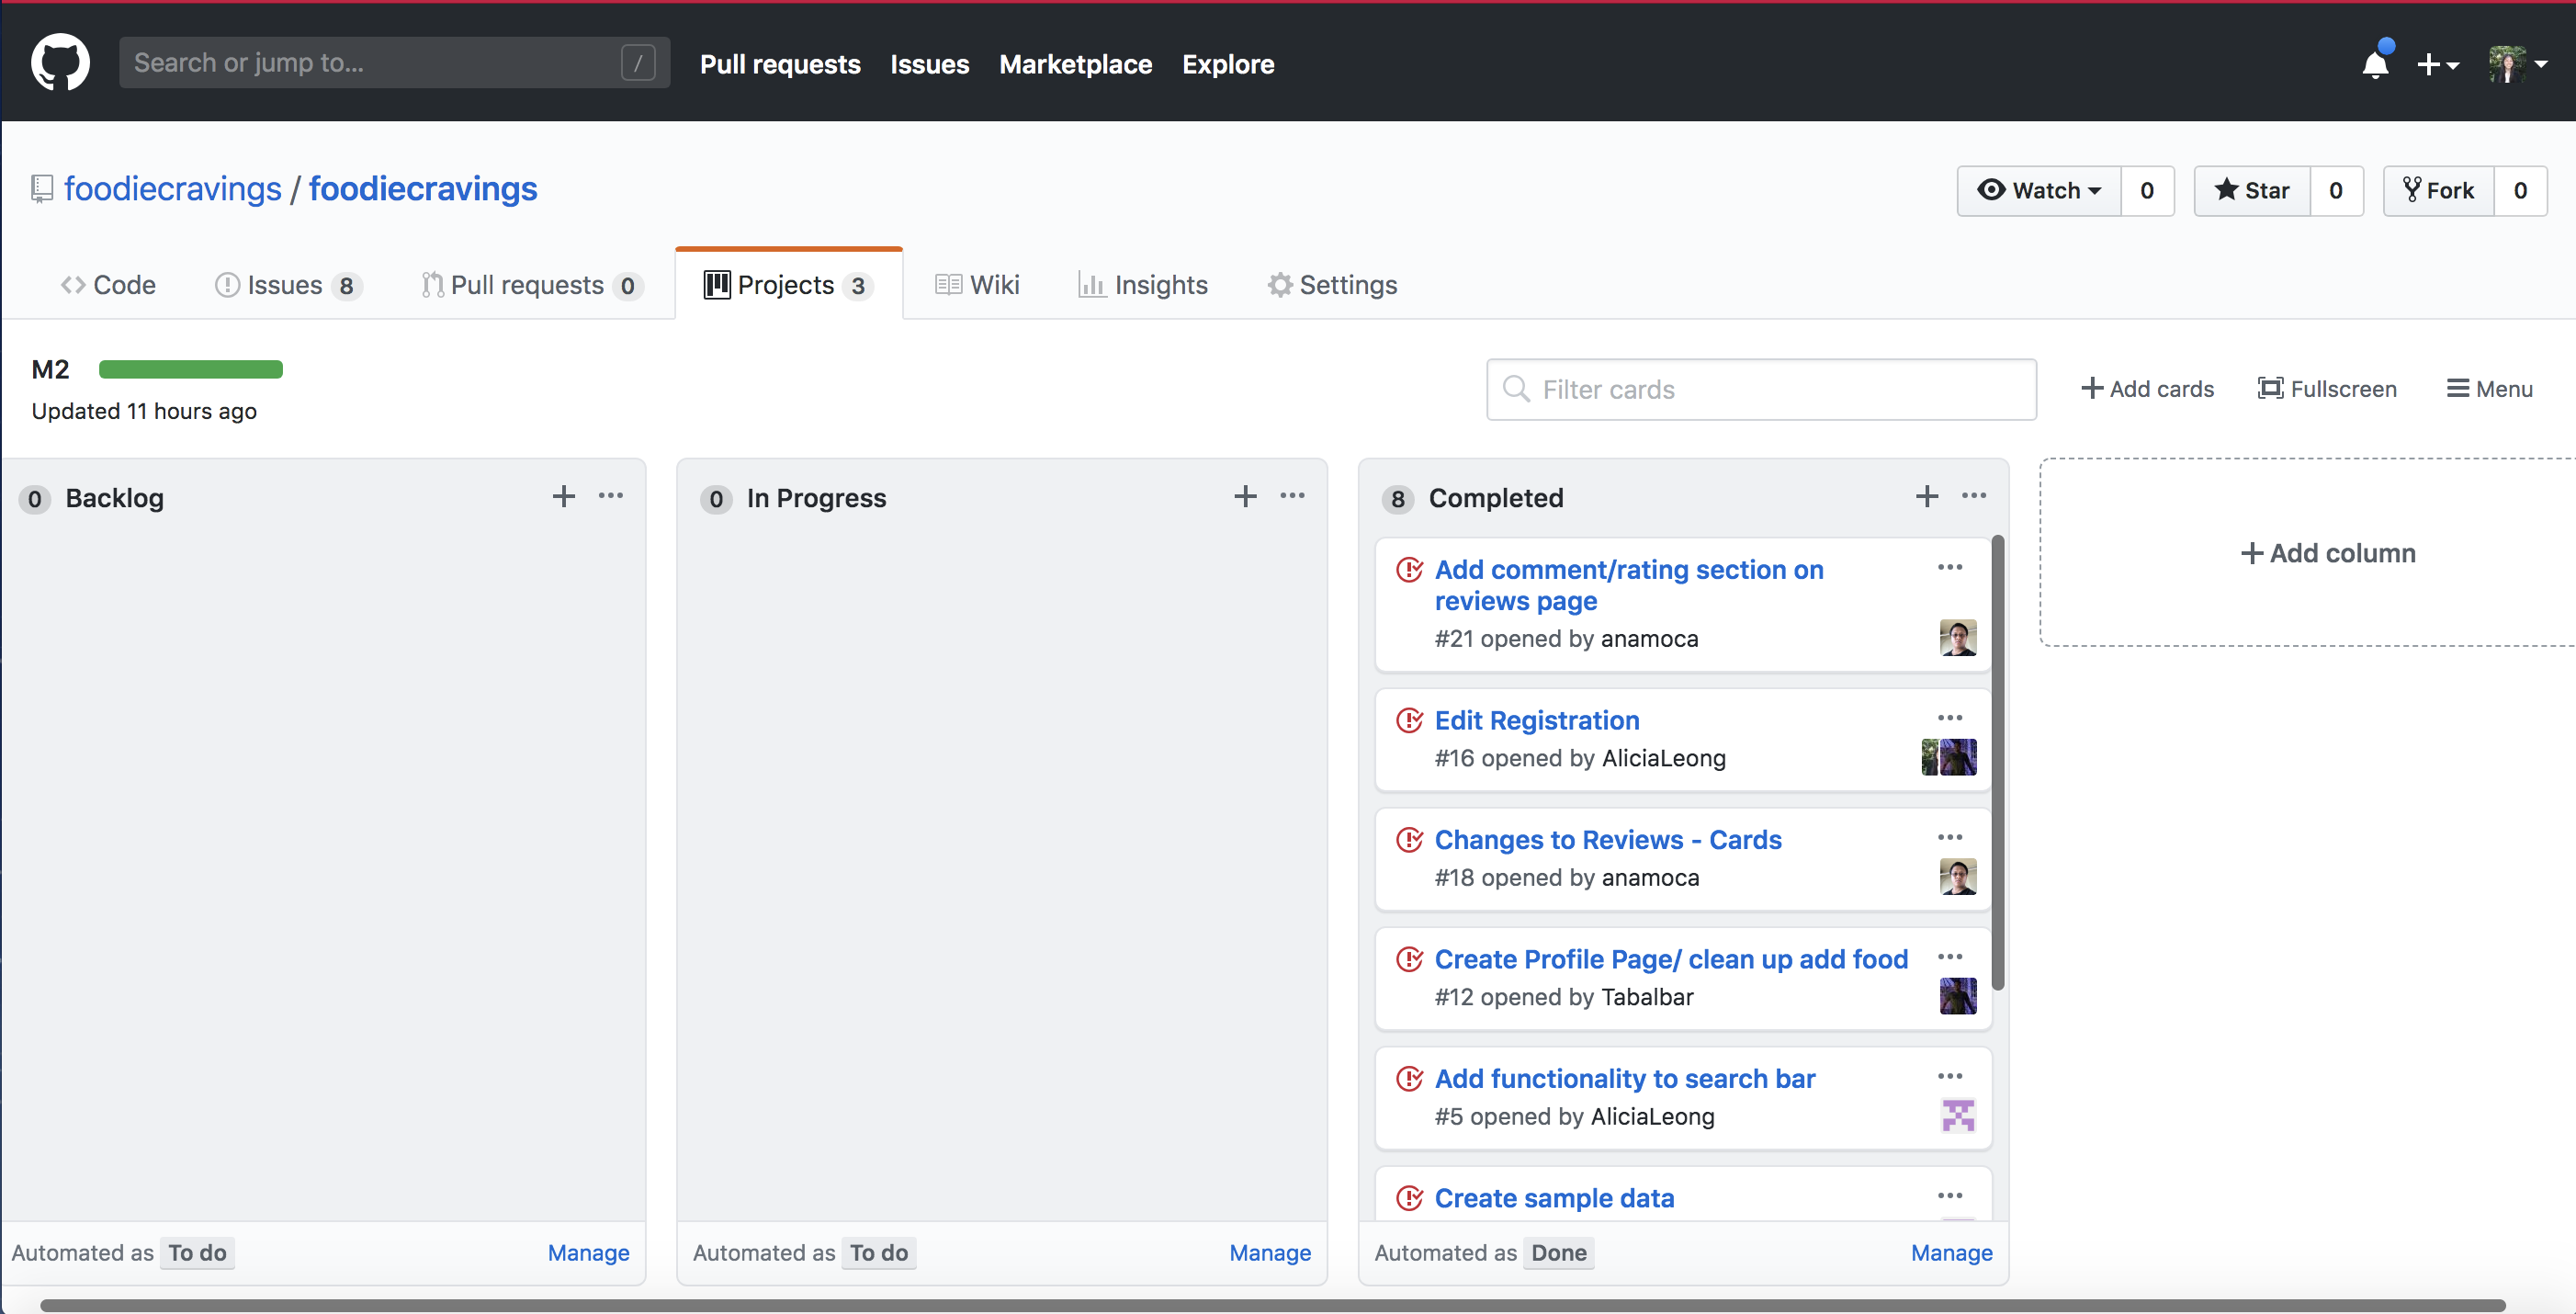 Search or jump to... /
Pull requests Issues Marketplace Explore
foodiecravings / foodiecravings
Watch 0 Star 0 Fork 0
Code Issues 8 Pull requests 0 Projects 3 Wiki Insights Settings
M2
Updated 11 hours ago
Filter cards
Add cards Fullscreen Menu
0 Backlog
Automated as To do Manage
0 In Progress
Automated as To do Manage
8 Completed
Add comment/rating section on
reviews page
#21 opened by anamoca
Edit Registration
#16 opened by AliciaLeong
Changes to Reviews - Cards
#18 opened by anamoca
Create Profile Page/ clean up add food
#12 opened by Tabalbar
Add functionality to search bar
#5 opened by AliciaLeong
Create sample data
Automated as Done Manage
Add column